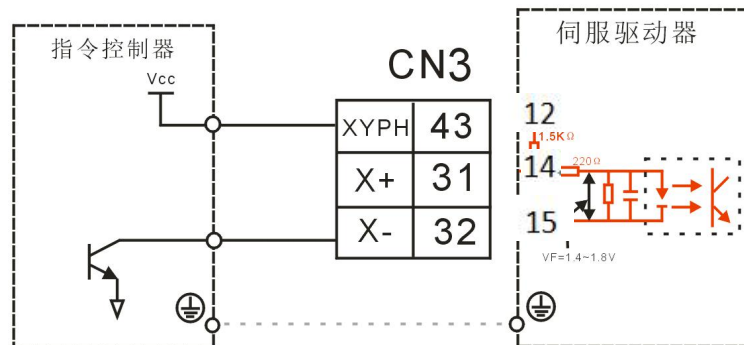 指令控制器
Vcc
CN3
XYPH 43
X+ 31
X- 32
伺服驱动器
12
1.5KΩ
14
220Ω
15
VF=1.4~1.8V